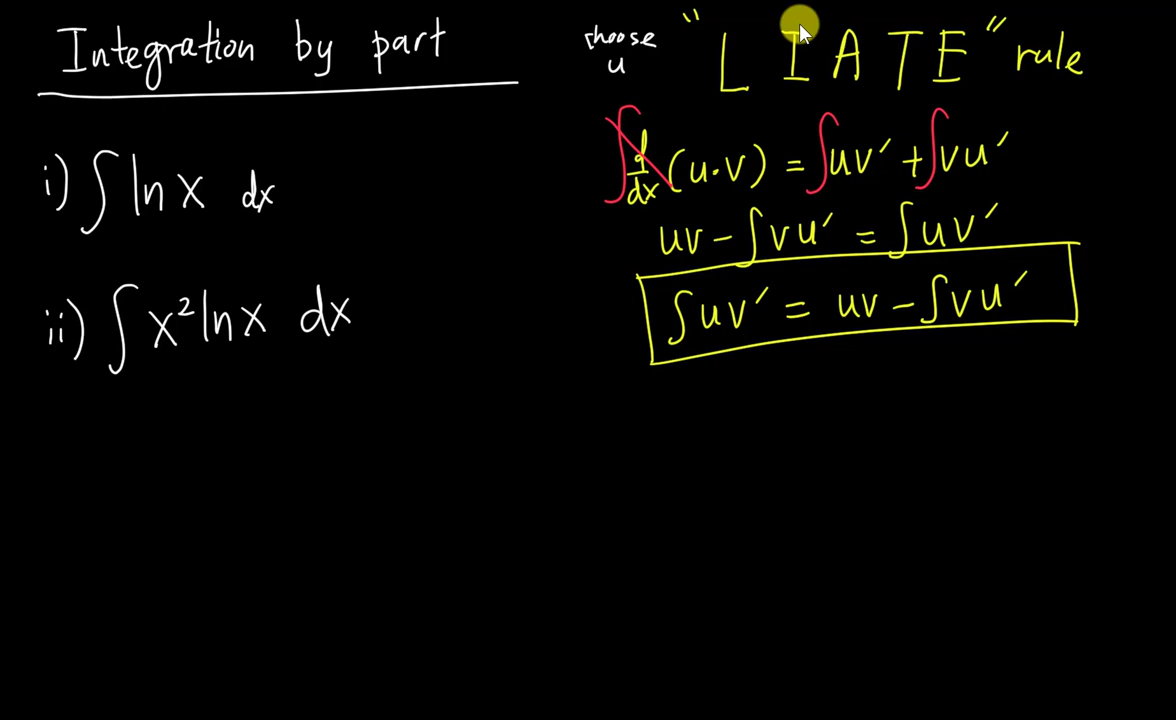 Integration by part
i) ∫ ln x dx
ii) ∫ x² ln x dx
choose u "L I A T E" rule
∫ d/dx (u·v) = ∫uv′ + ∫vu′
uv − ∫vu′ = ∫uv′
∫uv′ = uv − ∫vu′